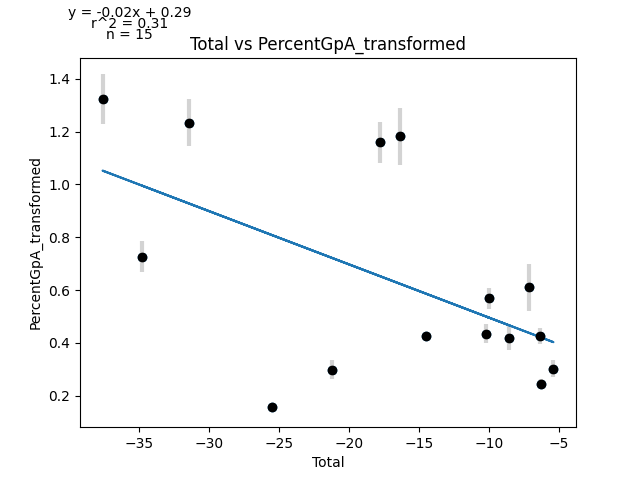 y = -0.02x + 0.29
r^2 = 0.31
n = 15
Total vs PercentGpA_transformed
PercentGpA_transformed
1.4
1.2
1.0
0.8
0.6
0.4
0.2
−35
−30
−25
−20
−15
−10
−5
Total